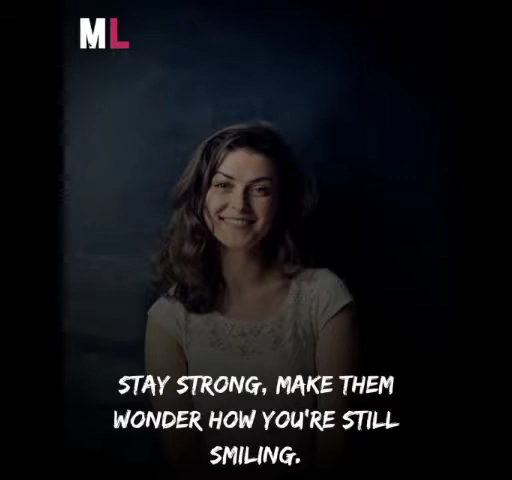 ML
STAY STRONG, MAKE THEM
WONDER HOW YOU'RE STILL
SMILING.